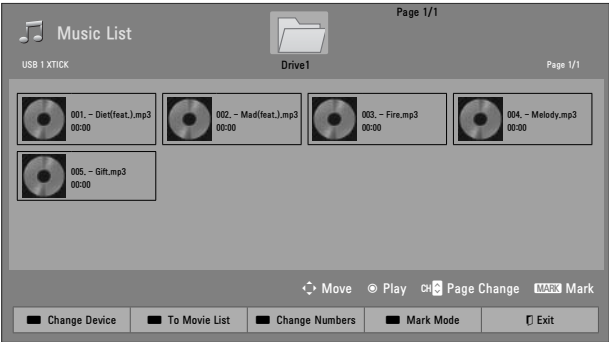 Page 1/1
Music List
USB 1 XTICK
Drive1
Page 1/1
001. - Diet(feat.).mp3
00:00
002. - Mad(feat.).mp3
00:00
003. - Fire.mp3
00:00
004. - Melody.mp3
00:00
005. - Gift.mp3
00:00
Move
Play
CH Page Change
MARK Mark
Change Device
To Movie List
Change Numbers
Mark Mode
Exit